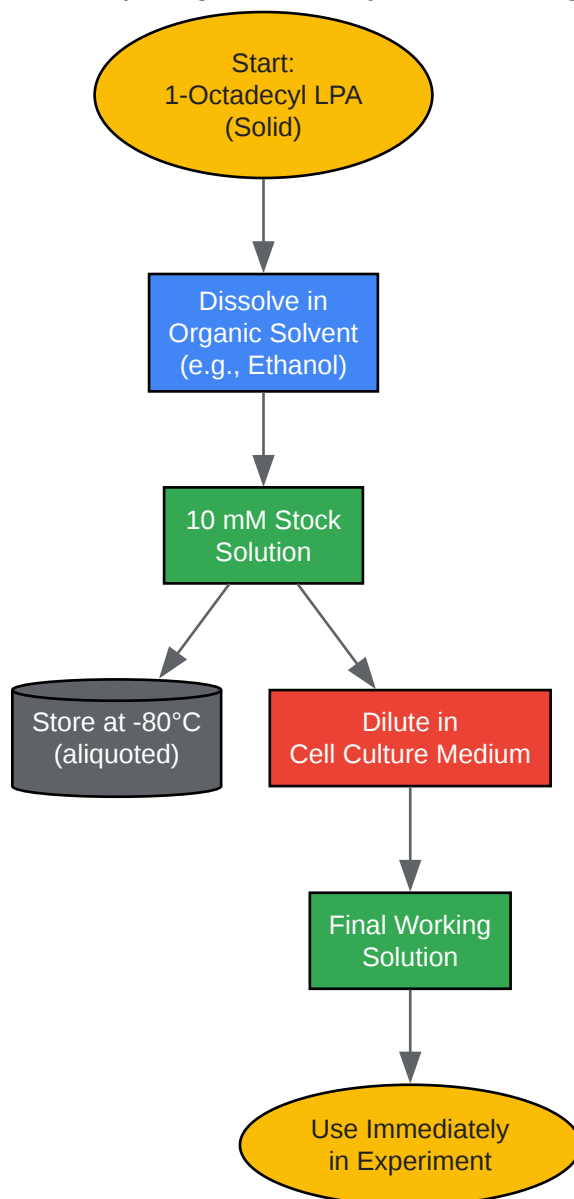 Start:
1-Octadecyl LPA
(Solid)
Dissolve in
Organic Solvent
(e.g., Ethanol)
10 mM Stock
Solution
Store at -80°C
(aliquoted)
Dilute in
Cell Culture Medium
Final Working
Solution
Use Immediately
in Experiment